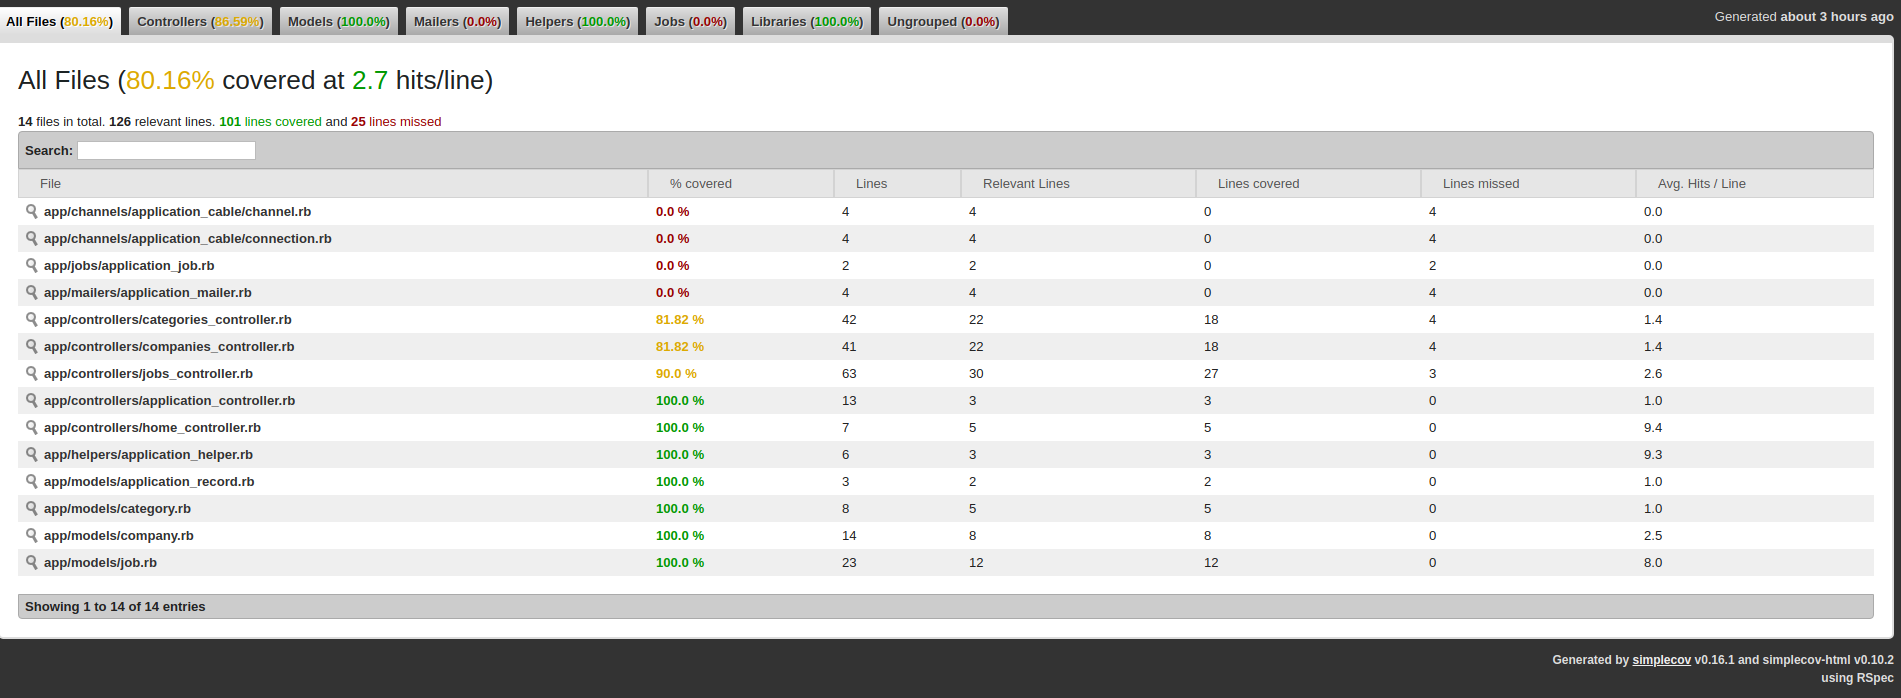 All Files (80.16%) Controllers (86.59%) Models (100.0%) Mailers (0.0%) Helpers (100.0%) Jobs (0.0%) Libraries (100.0%) Ungrouped (0.0%) Generated about 3 hours ago
All Files (80.16% covered at 2.7 hits/line)
14 files in total. 126 relevant lines. 101 lines covered and 25 lines missed
Search:
File % covered Lines Relevant Lines Lines covered Lines missed Avg. Hits / Line
app/channels/application_cable/channel.rb 0.0 % 4 4 0 4 0.0
app/channels/application_cable/connection.rb 0.0 % 4 4 0 4 0.0
app/jobs/application_job.rb 0.0 % 2 2 0 2 0.0
app/mailers/application_mailer.rb 0.0 % 4 4 0 4 0.0
app/controllers/categories_controller.rb 81.82 % 42 22 18 4 1.4
app/controllers/companies_controller.rb 81.82 % 41 22 18 4 1.4
app/controllers/jobs_controller.rb 90.0 % 63 30 27 3 2.6
app/controllers/application_controller.rb 100.0 % 13 3 3 0 1.0
app/controllers/home_controller.rb 100.0 % 7 5 5 0 9.4
app/helpers/application_helper.rb 100.0 % 6 3 3 0 9.3
app/models/application_record.rb 100.0 % 3 2 2 0 1.0
app/models/category.rb 100.0 % 8 5 5 0 1.0
app/models/company.rb 100.0 % 14 8 8 0 2.5
app/models/job.rb 100.0 % 23 12 12 0 8.0
Showing 1 to 14 of 14 entries
Generated by simplecov v0.16.1 and simplecov-html v0.10.2
using RSpec